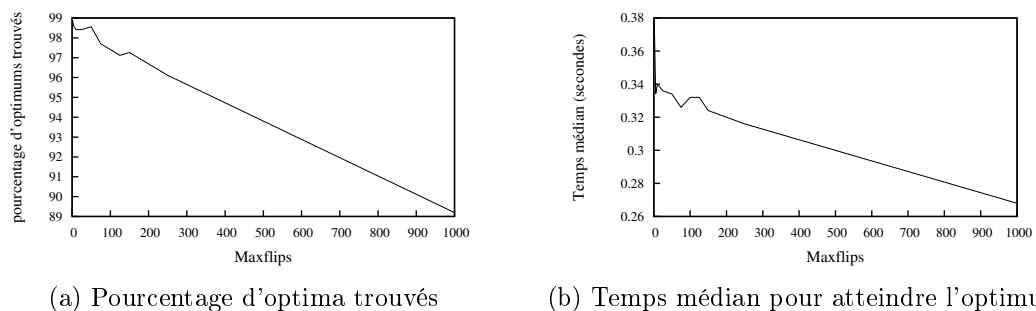 99
98
97
96
95
94
93
92
91
90
89
pourcentage d'optimums trouvés
0 100 200 300 400 500 600 700 800 900 1000
Maxflips
(a) Pourcentage d'optima trouvés
0.38
0.36
0.34
0.32
0.3
0.28
0.26
Temps médian (secondes)
0 100 200 300 400 500 600 700 800 900 1000
Maxflips
(b) Temps médian pour atteindre l'optimu